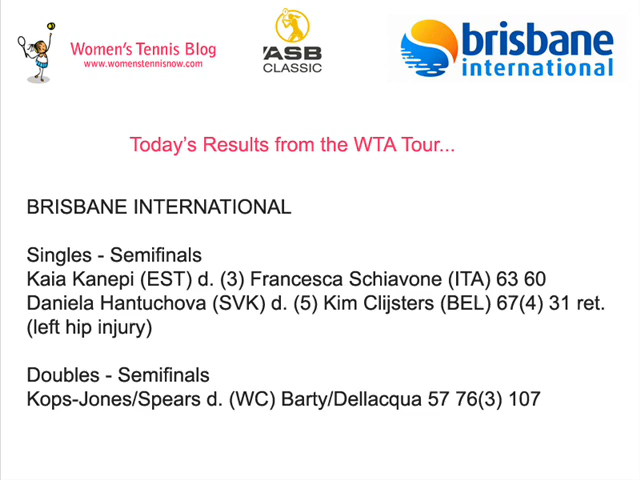 Women's Tennis Blog
www.womenstennisnow.com
ASB
CLASSIC
brisbane
international
Today's Results from the WTA Tour...
BRISBANE INTERNATIONAL
Singles - Semifinals
Kaia Kanepi (EST) d. (3) Francesca Schiavone (ITA) 63 60
Daniela Hantuchova (SVK) d. (5) Kim Clijsters (BEL) 67(4) 31 ret.
(left hip injury)
Doubles - Semifinals
Kops-Jones/Spears d. (WC) Barty/Dellacqua 57 76(3) 107